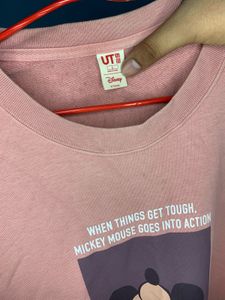 UT
Disney
WHEN THINGS GET TOUGH,
MICKEY MOUSE GOES INTO ACTION